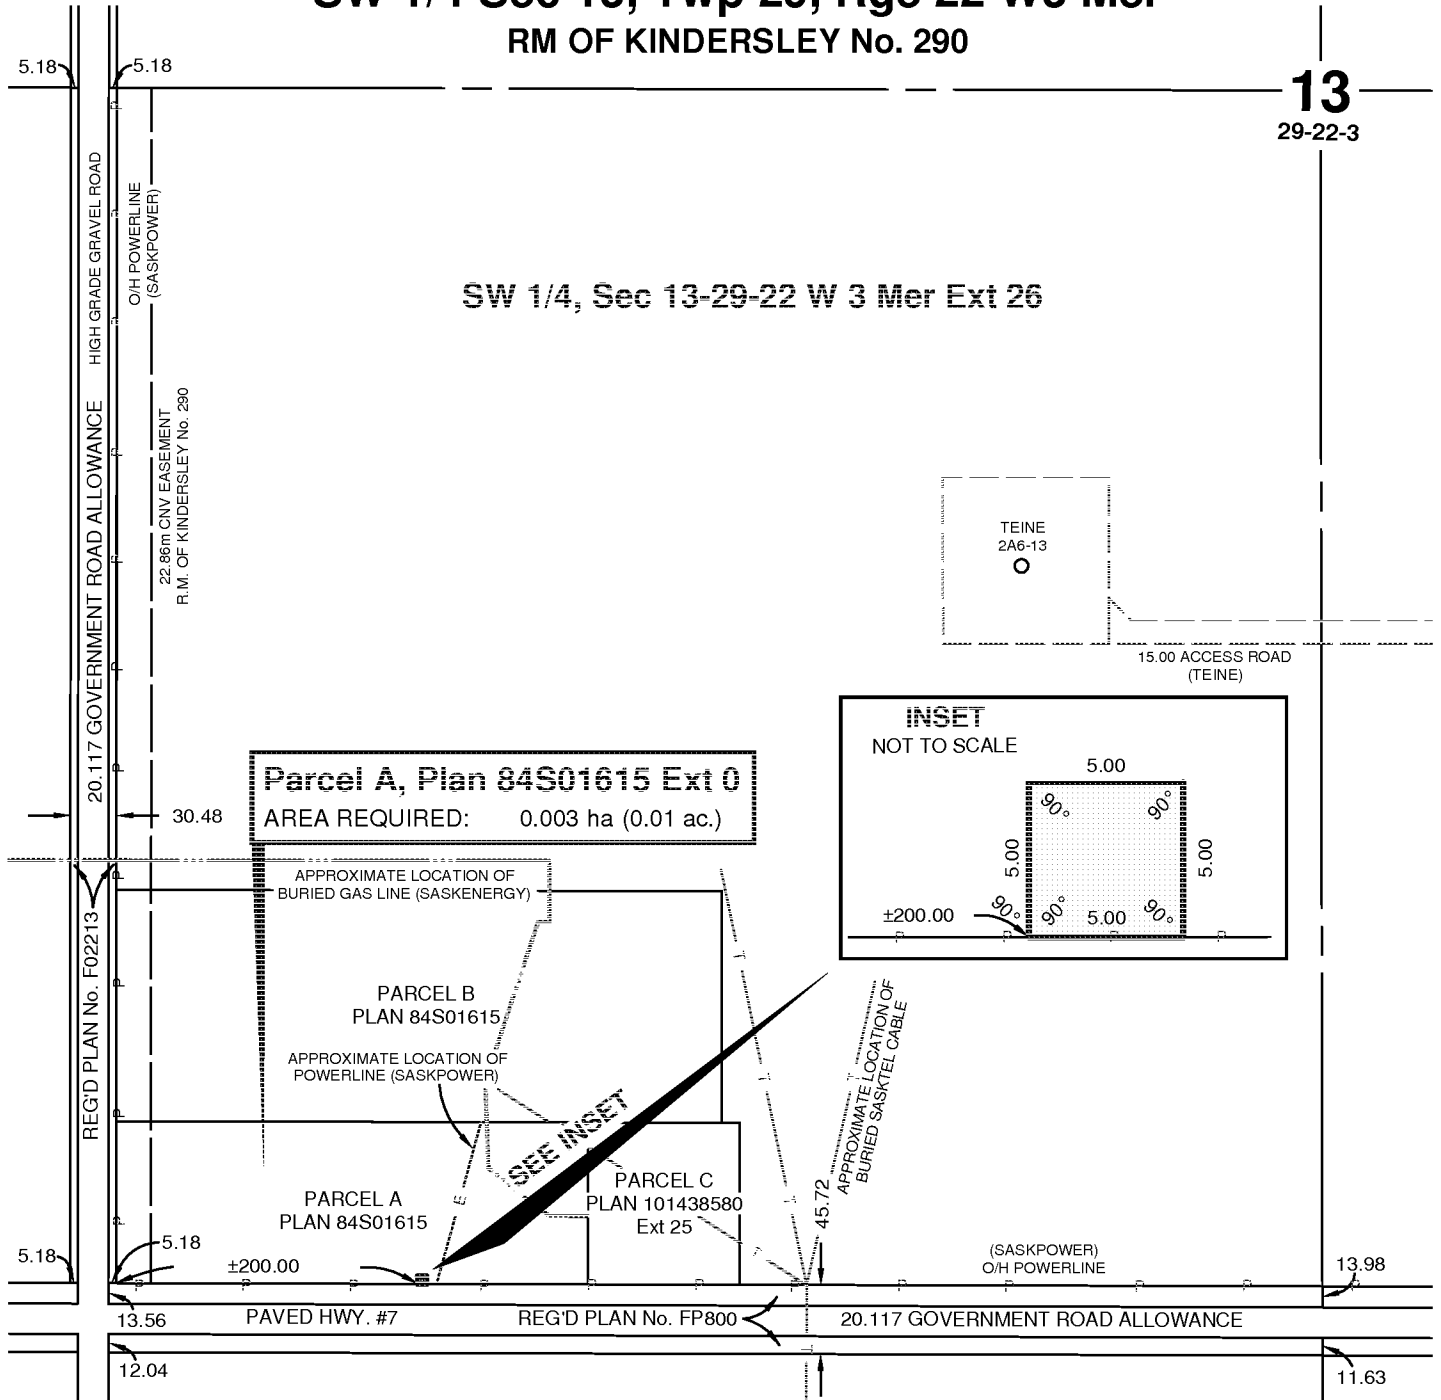 RM OF KINDERSLEY No. 290
5.18
5.18
13
29-22-3
HIGH GRADE GRAVEL ROAD
O/H POWERLINE
(SASKPOWER)
SW 1/4, Sec 13-29-22 W 3 Mer Ext 26
20.117 GOVERNMENT ROAD ALLOWANCE
22.86m CNV EASEMENT
R.M. OF KINDERSLEY No. 290
TEINE
2A6-13
15.00 ACCESS ROAD
(TEINE)
INSET
NOT TO SCALE
5.00
90°
90°
5.00
5.00
90°
90°
90°
5.00
±200.00
Parcel A, Plan 84S01615 Ext 0
AREA REQUIRED: 0.003 ha (0.01 ac.)
30.48
APPROXIMATE LOCATION OF
BURIED GAS LINE (SASKENERGY)
REG'D PLAN No. F02213
PARCEL B
PLAN 84S01615
APPROXIMATE LOCATION OF
POWERLINE (SASKPOWER)
SEE INSET
APPROXIMATE LOCATION OF
BURIED SASKTEL CABLE
PARCEL A
PLAN 84S01615
PARCEL C
PLAN 101438580
Ext 25
45.72
5.18
5.18
±200.00
(SASKPOWER)
O/H POWERLINE
13.98
13.56
PAVED HWY. #7
REG'D PLAN No. FP800
20.117 GOVERNMENT ROAD ALLOWANCE
12.04
11.63